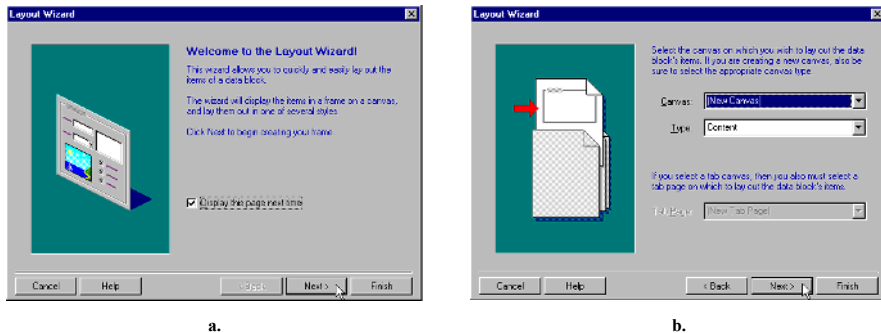 Layout Wizard
Welcome to the Layout Wizard!
This wizard allows you to quickly and easily lay out the
items of a data block.
The wizard will display the items in a frame on a canvas,
and lay them out in one of several styles.
Click Next to begin creating your frame.
Display this page next time
Cancel
Help
< Back
Next >
Finish
a.
Layout Wizard
Select the canvas on which you wish to lay out the data
block's items. If you are creating a new canvas, also be
sure to select the appropriate canvas type.
Canvas: (New Canvas)
Type: Content
If you select a tab canvas, then you also must select a
tab page on which to lay out the data block's items.
Tab Page: (New Tab Page)
Cancel
Help
< Back
Next >
Finish
b.